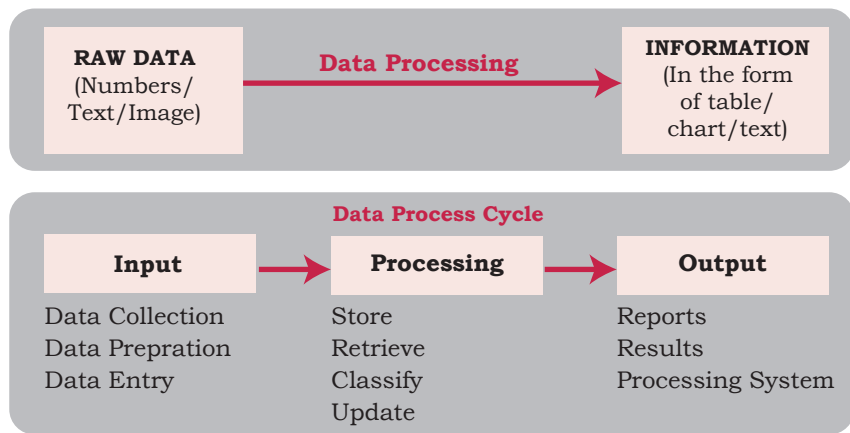 RAW DATA
(Numbers/
Text/Image)
Data Processing
INFORMATION
(In the form
of table/
chart/text)
Data Process Cycle
Input
Processing
Output
Data Collection
Data Prepration
Data Entry
Store
Retrieve
Classify
Update
Reports
Results
Processing System